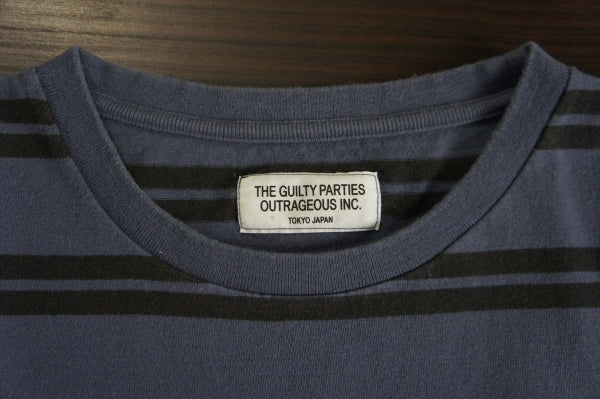 THE GUILTY PARTIES
OUTRAGEOUS INC.
TOKYO JAPAN